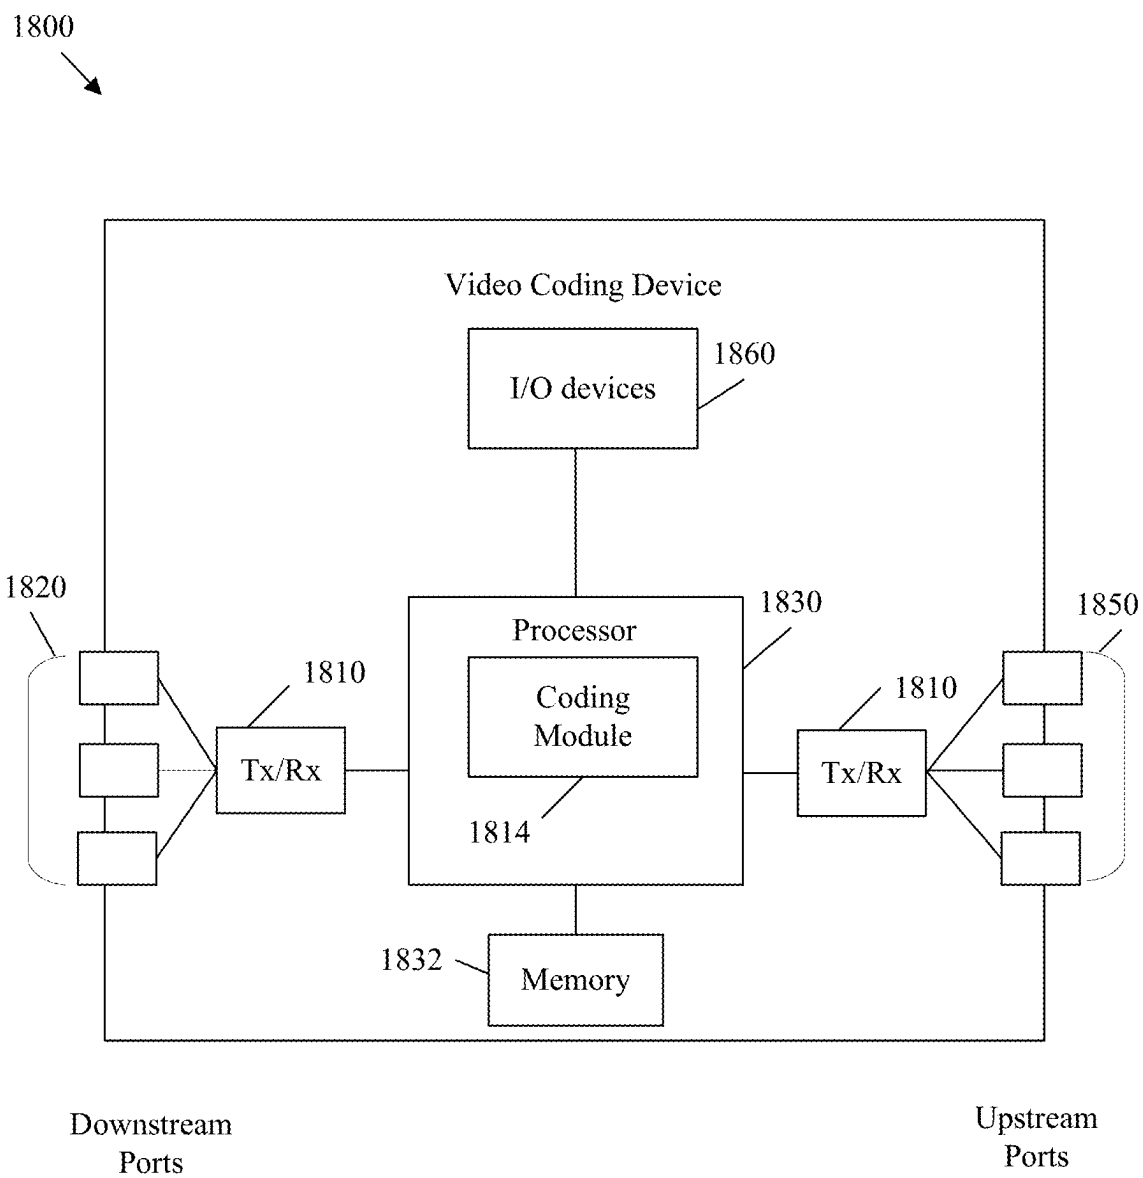 1800
Video Coding Device
1860
I/O devices
1820
1830
1850
Processor
1810
1810
Coding
Module
Tx/Rx
Tx/Rx
1814
1832
Memory
Downstream
Ports
Upstream
Ports